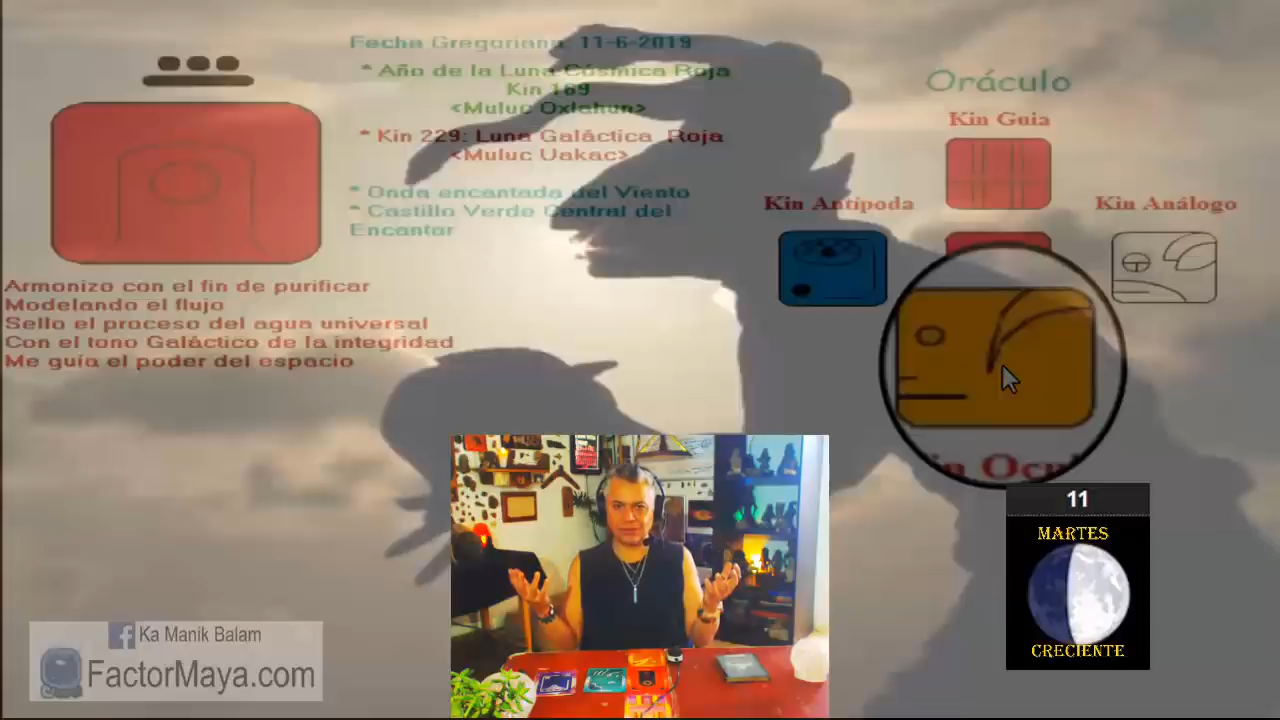 Fecha Gregoriana: 11-6-2019
* Año de la Luna Cósmica Roja
Kin 169
<Muluc Oxlahun>
* Kin 229: Luna Galáctica Roja
<Muluc Uakac>
* Onda encantada del Viento
* Castillo Verde Central del
Encantar
Armonizo con el fin de purificar
Modelando el flujo
Sello el proceso del agua universal
Con el tono Galáctico de la integridad
Me guía el poder del espacio
Oráculo
Kin Guia
Kin Antípoda
Kin Análogo
11
MARTES
CRECIENTE
Ka Manik Balam
FactorMaya.com